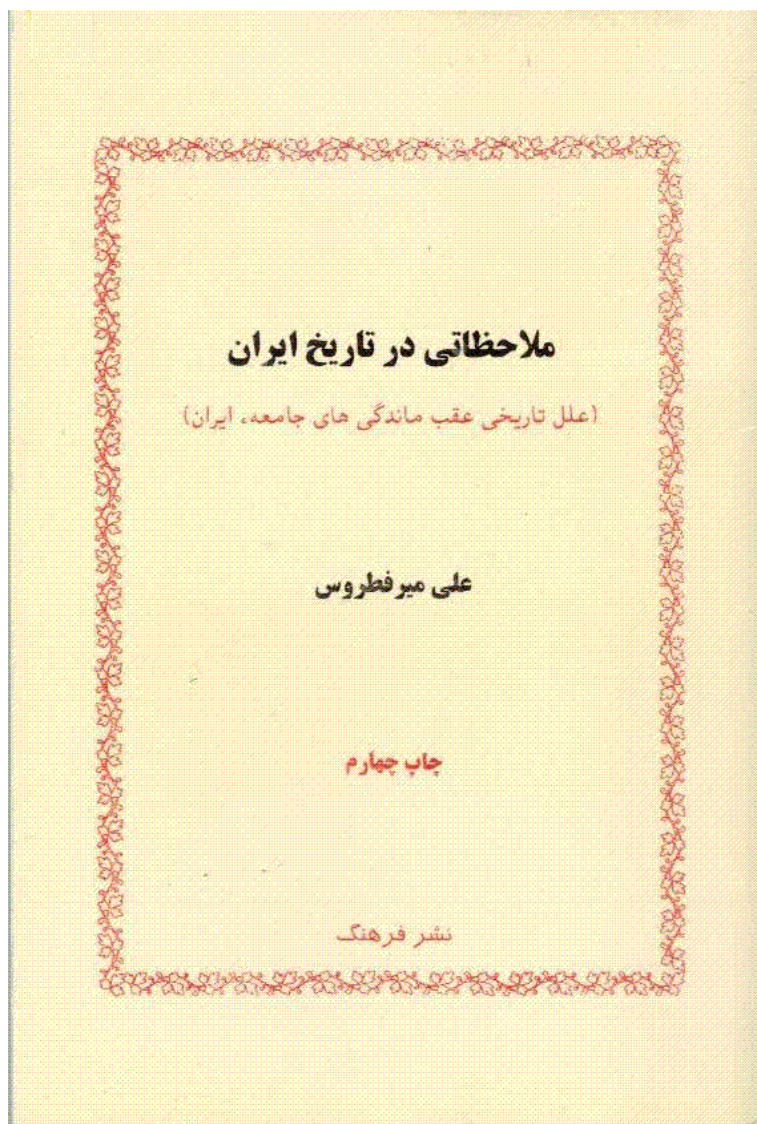 ملاحظاتی در تاریخ ایران
(علل تاریخی عقب ماندگی های جامعه، ایران)
علی میرفطروس
چاپ چهارم
نشر فرهنگ